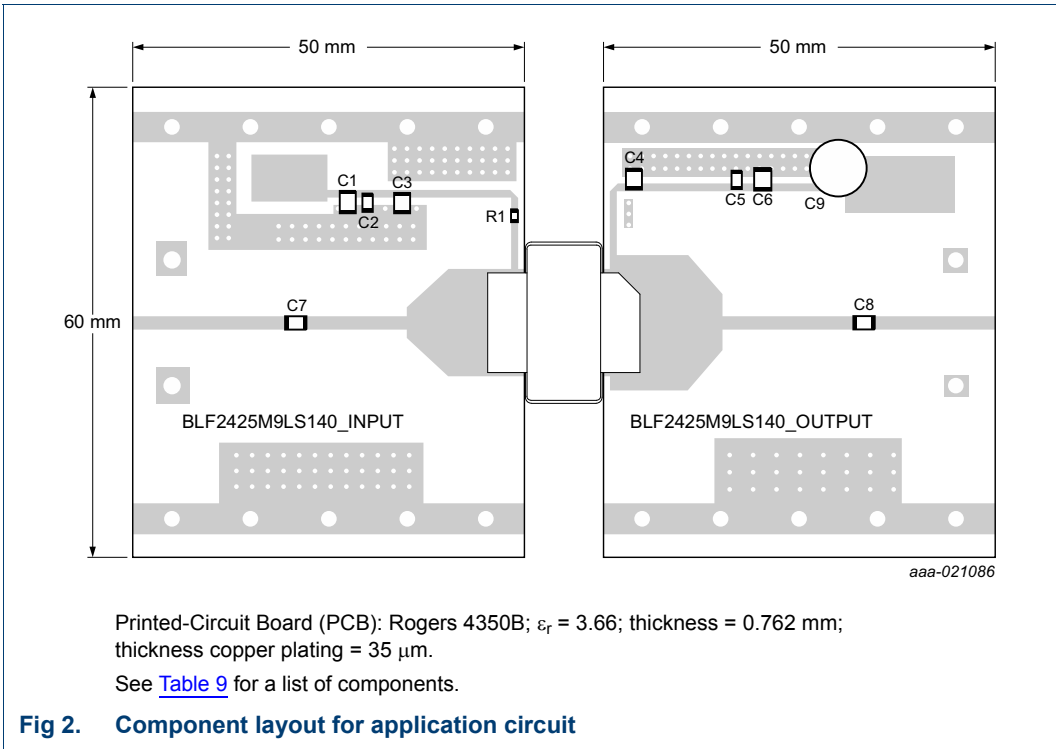 50 mm
50 mm
60 mm
C1
C2
C3
R1
C4
C5
C6
C9
C7
C8
BLF2425M9LS140_INPUT
BLF2425M9LS140_OUTPUT
aaa-021086
Printed-Circuit Board (PCB): Rogers 4350B; εr = 3.66; thickness = 0.762 mm;
thickness copper plating = 35 μm.
See Table 9 for a list of components.
Fig 2. Component layout for application circuit